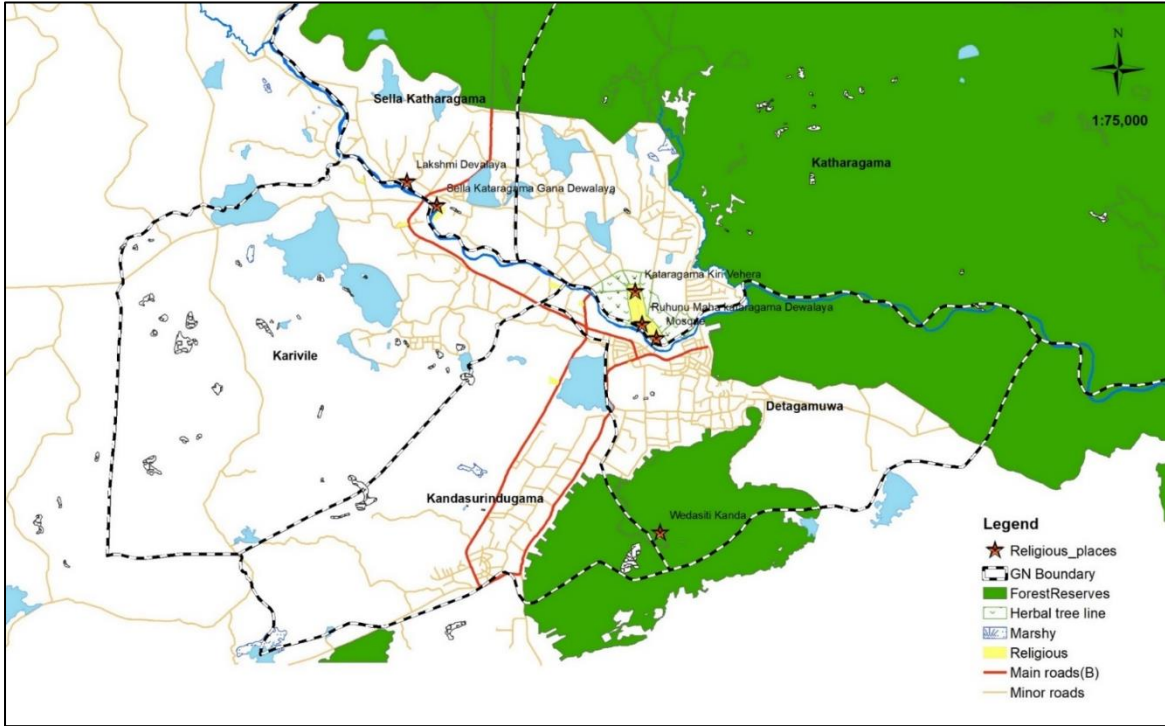 N
1:75,000
Sella Katharagama
Katharagama
Lakshmi Devalaya
Sella Kataragama Gana Dewalaya
Kataragama Kiri Vehera
Ruhunu Maha kataragama Dewalaya
Mosque
Karivile
Detagamuwa
Kandasurindugama
Wedasiti Kanda
Legend
Religious_places
GN Boundary
ForestReserves
Herbal tree line
Marshy
Religious
Main roads(B)
Minor roads